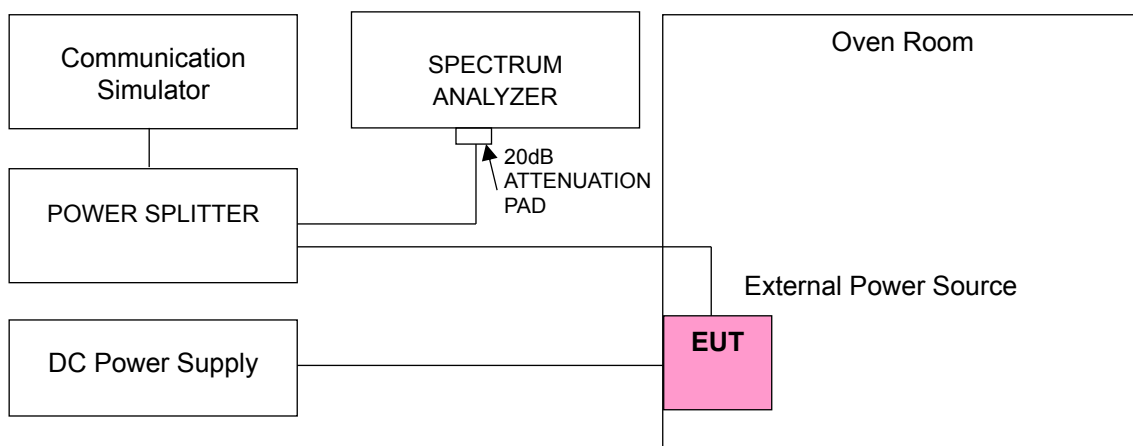 Communication
Simulator
SPECTRUM
ANALYZER
Oven Room
20dB
ATTENUATION
PAD
POWER SPLITTER
External Power Source
EUT
DC Power Supply